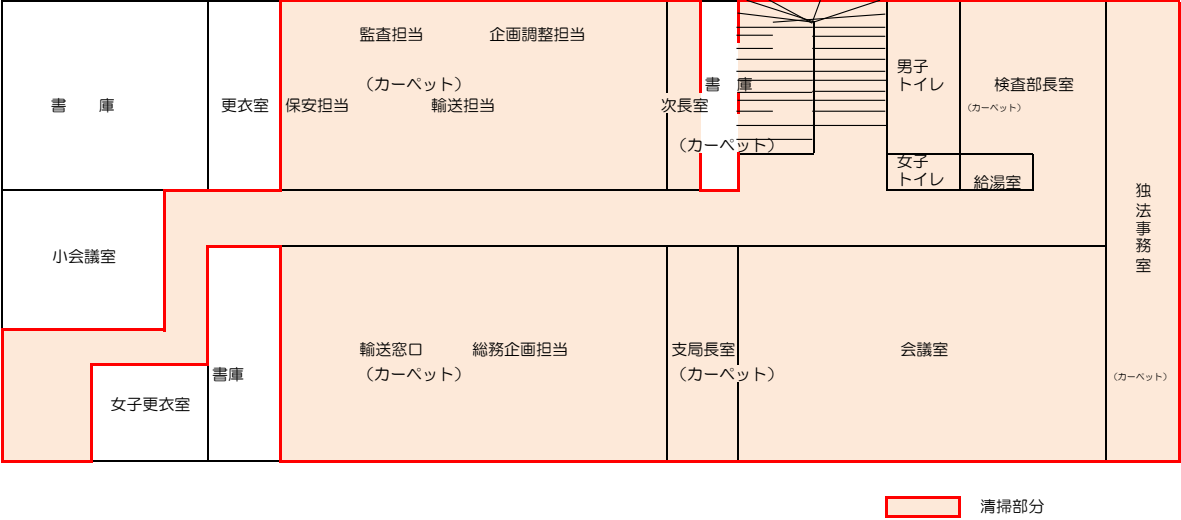 監査担当　企画調整担当
（カーペット）
書　庫
更衣室
保安担当　輸送担当
次長室
（カーペット）
書　庫
男子
トイレ
検査部長室
（カーペット）
女子
トイレ
給湯室
独法事務室
（カーペット）
小会議室
書庫
女子更衣室
輸送窓口　総務企画担当
（カーペット）
支局長室
（カーペット）
会議室
清掃部分